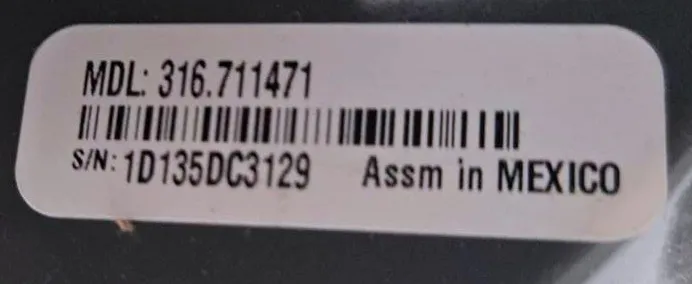 MDL: 316.711471
S/N: 1D135DC3129 Assm in MEXICO